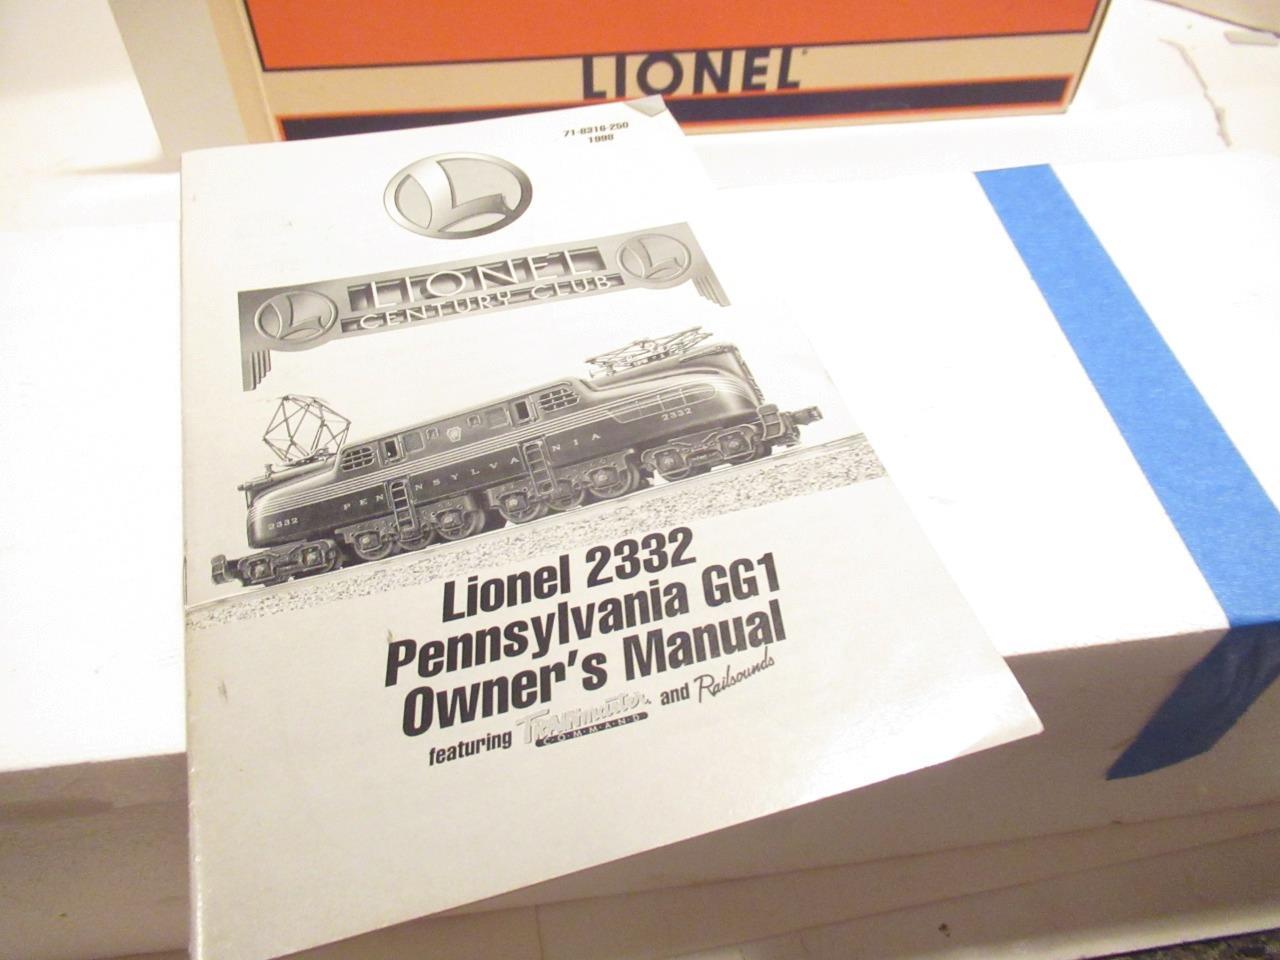 LIONEL
71-8316-250
1998
L
LIONEL
CENTURY CLUB
L
L
PENNSYLVANIA
2332
2332
Lionel 2332
Pennsylvania GG1
Owner's Manual
featuring TRAINmaster COMMAND and Railsounds